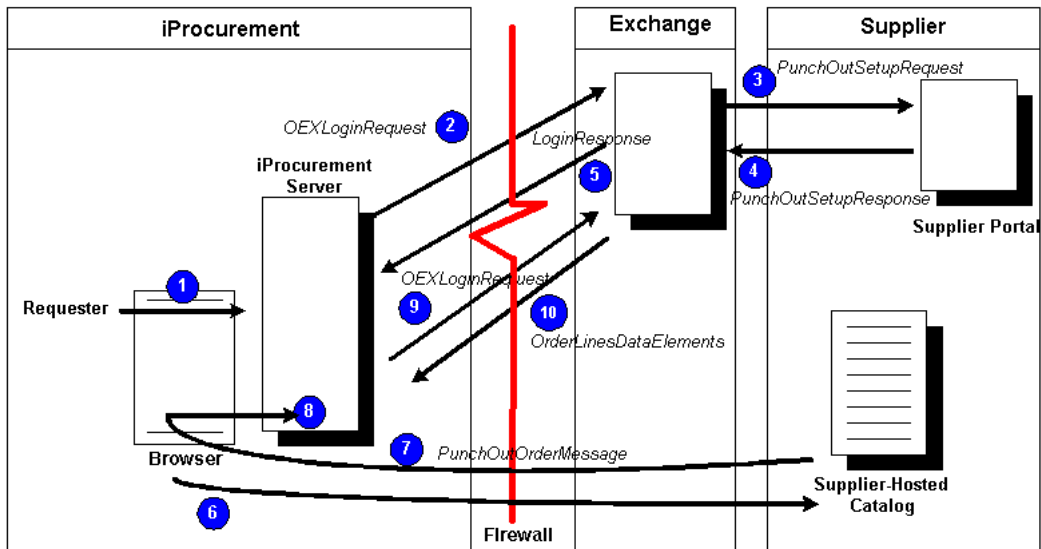 iProcurement
Exchange
Supplier
3
PunchOutSetupRequest
OEXLoginRequest
2
LoginResponse
iProcurement
Server
5
4
PunchOutSetupResponse
Supplier Portal
1
OEXLoginRequest
Requester
9
10
OrderLinesDataElements
8
7
PunchOutOrderMessage
Browser
Supplier-Hosted
Catalog
6
Firewall